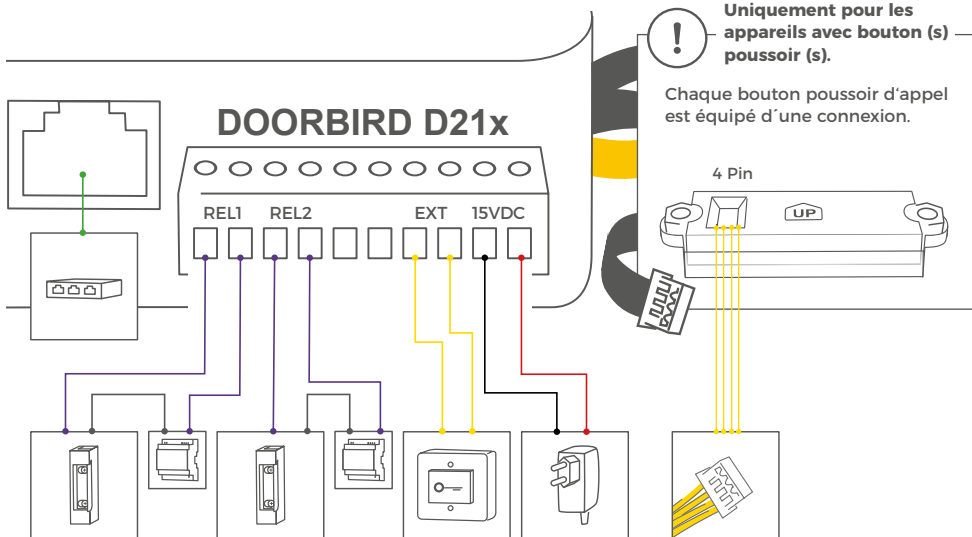 Uniquement pour les
appareils avec bouton (s)
poussoir (s).
!
Chaque bouton poussoir d‘appel
est équipé d´une connexion.
DOORBIRD D21x
4 Pin
UP
REL1 REL2 EXT 15VDC